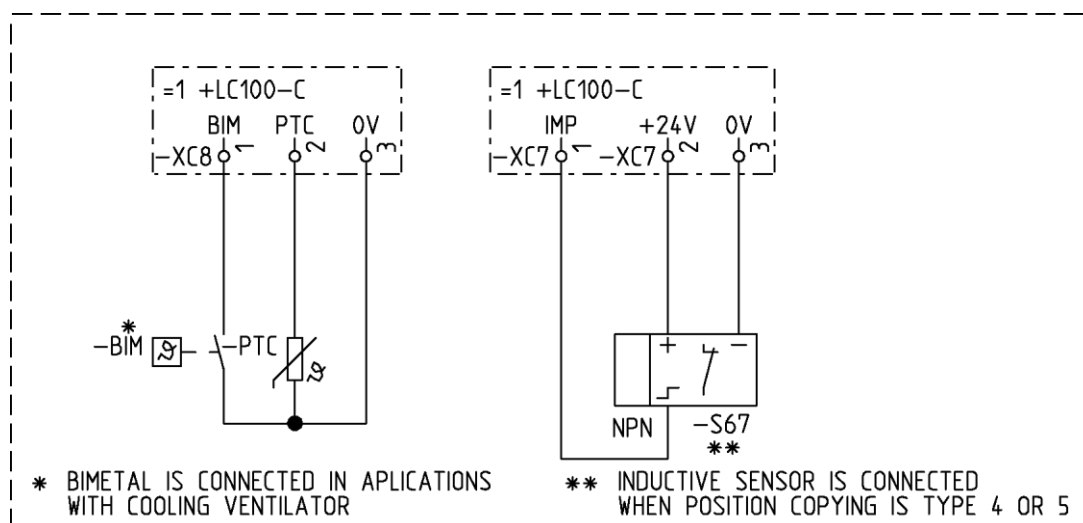 =1 +LC100-C
BIM PTC 0V
-XC8 1 2 3
=1 +LC100-C
IMP +24V 0V
-XC7 1 -XC7 2 3
*
-BIM ϑ -PTC ϑ
+ -
NPN -S67
**
* BIMETAL IS CONNECTED IN APLICATIONS
WITH COOLING VENTILATOR
** INDUCTIVE SENSOR IS CONNECTED
WHEN POSITION COPYING IS TYPE 4 OR 5